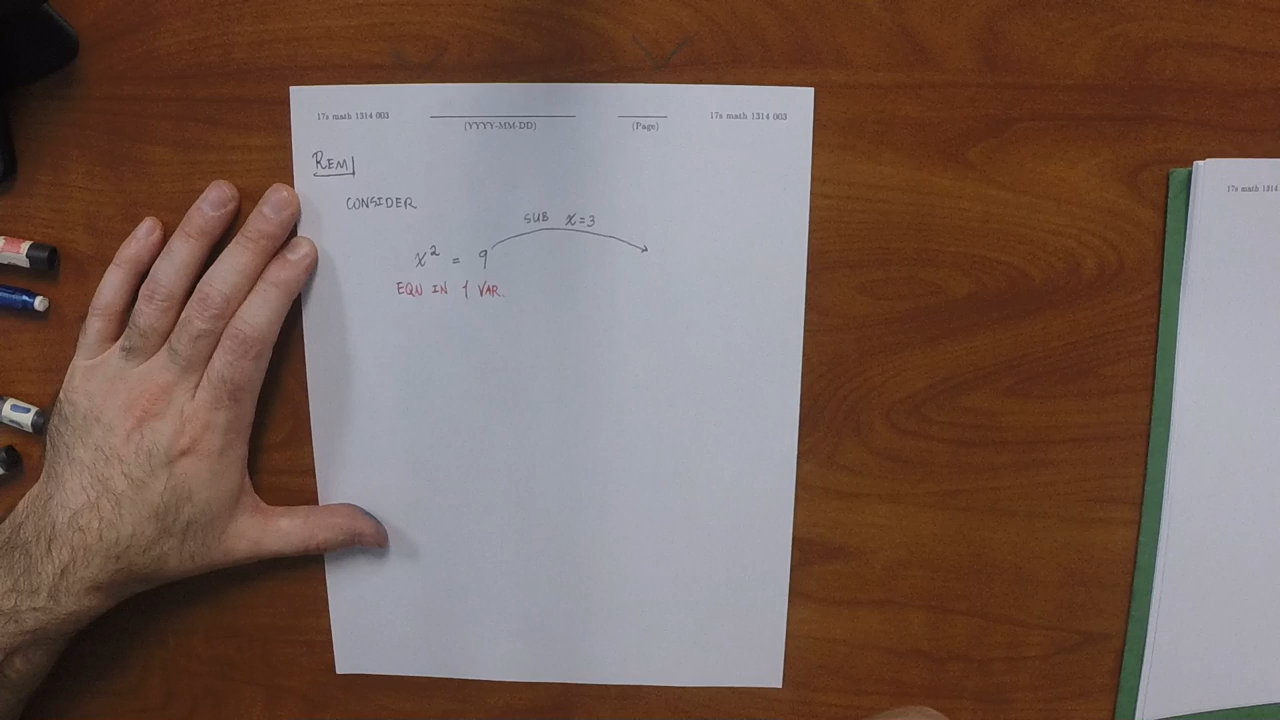 17s math 1314 003 (YYYY-MM-DD) (Page) 17s math 1314 003
REM
CONSIDER
SUB x=3
x² = 9
EQN IN 1 VAR.
17s math 1314